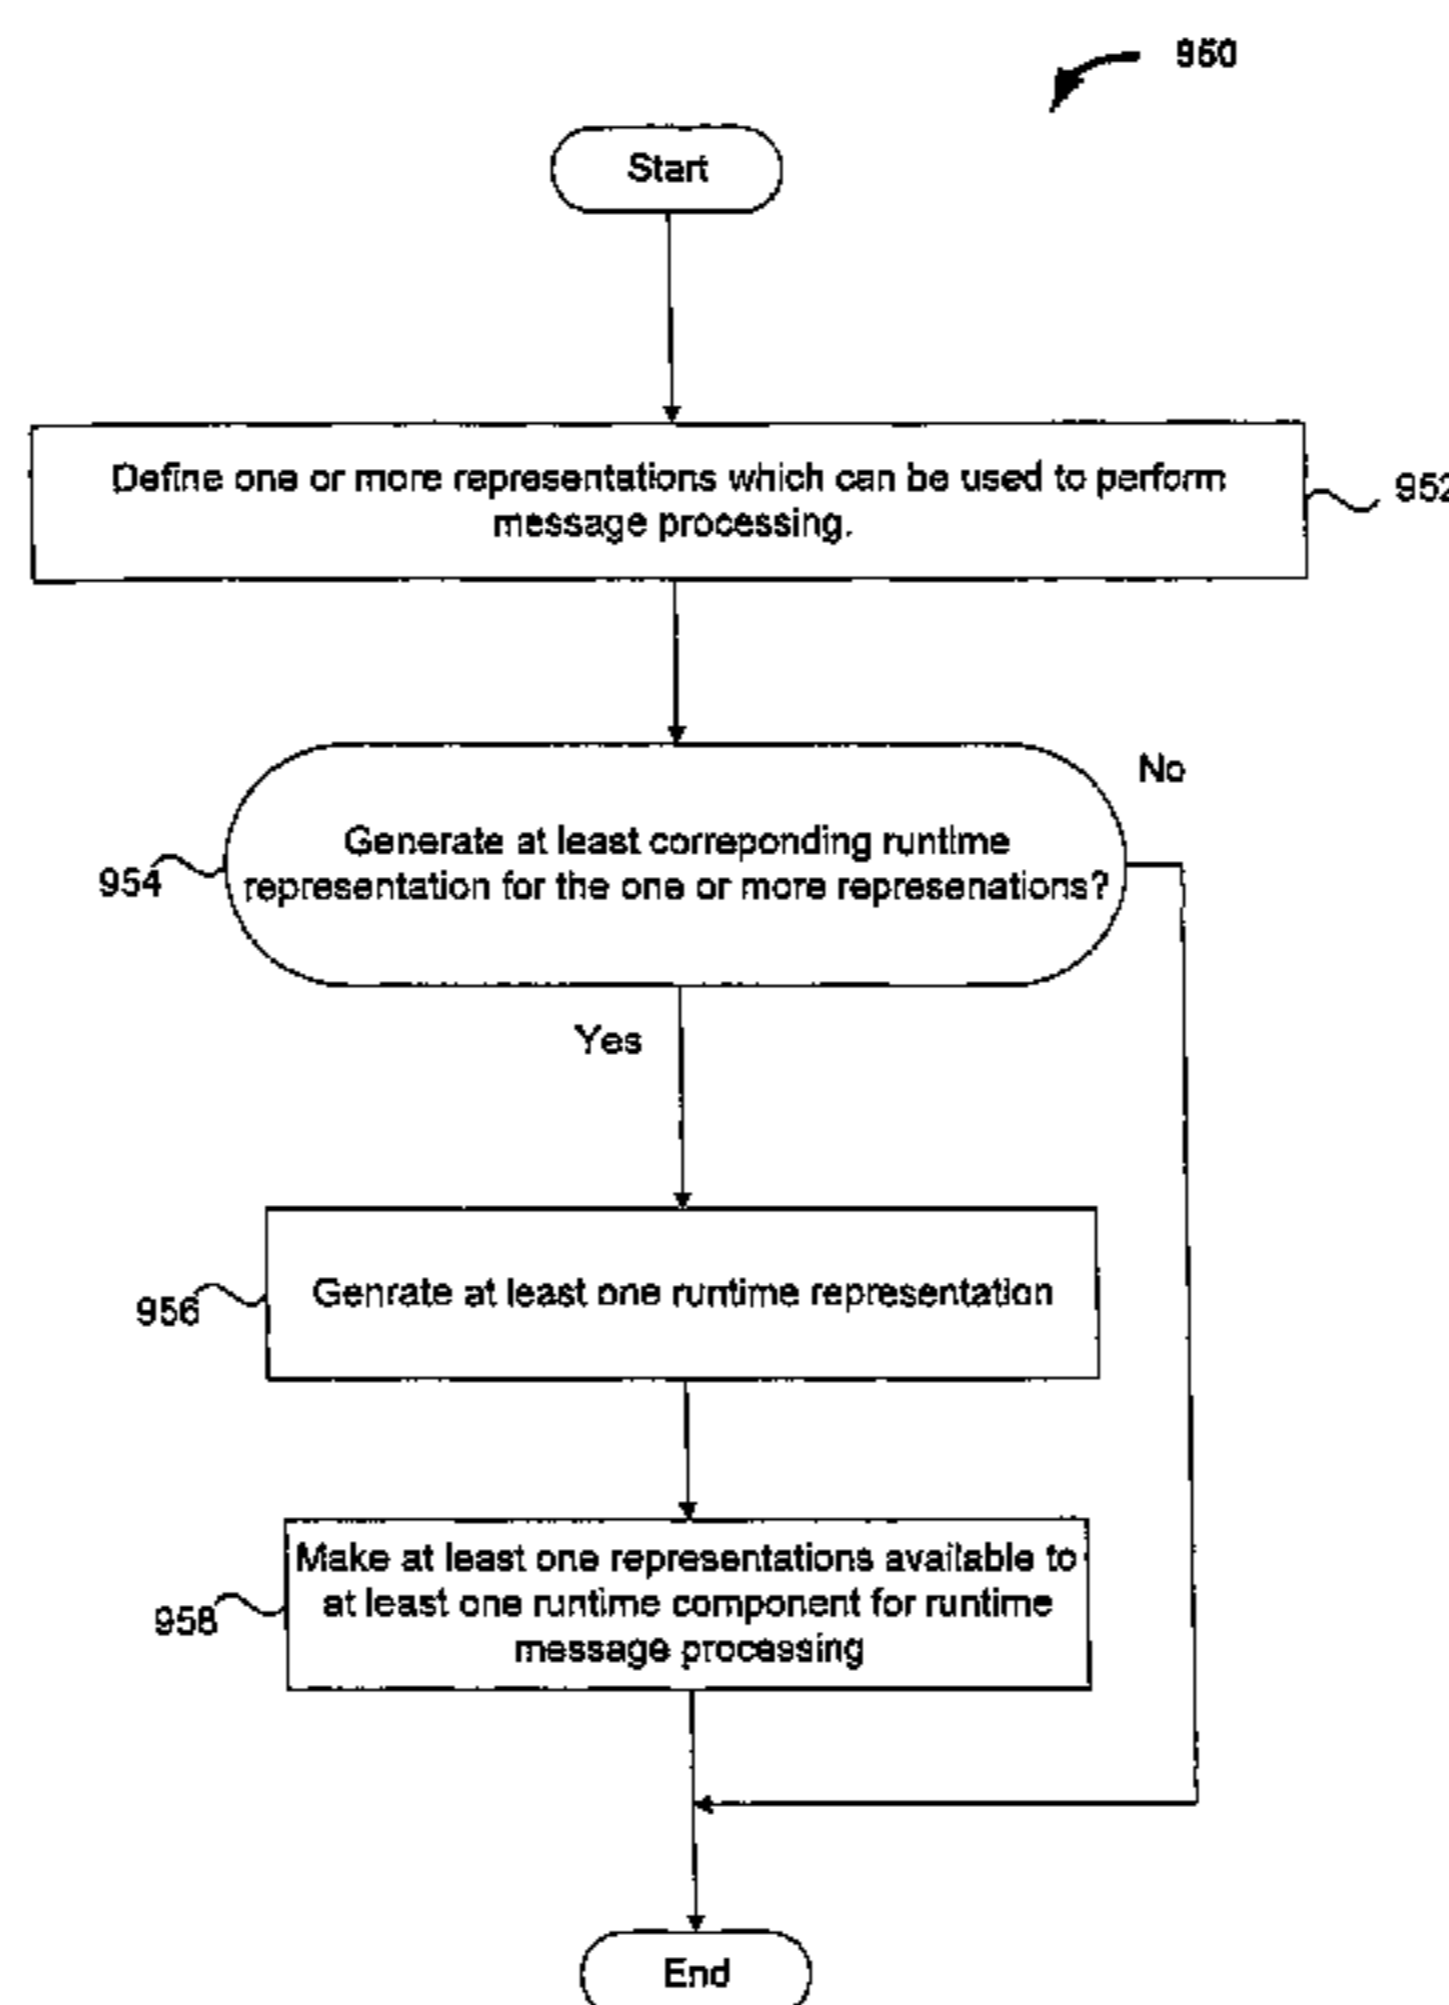 950
Start
Define one or more representations which can be used to perform
message processing.
952
No
Generate at least correponding runtime
representation for the one or more represenations?
954
Yes
Genrate at least one runtime representation
956
Make at least one representations available to
at least one runtime component for runtime
message processing
958
End